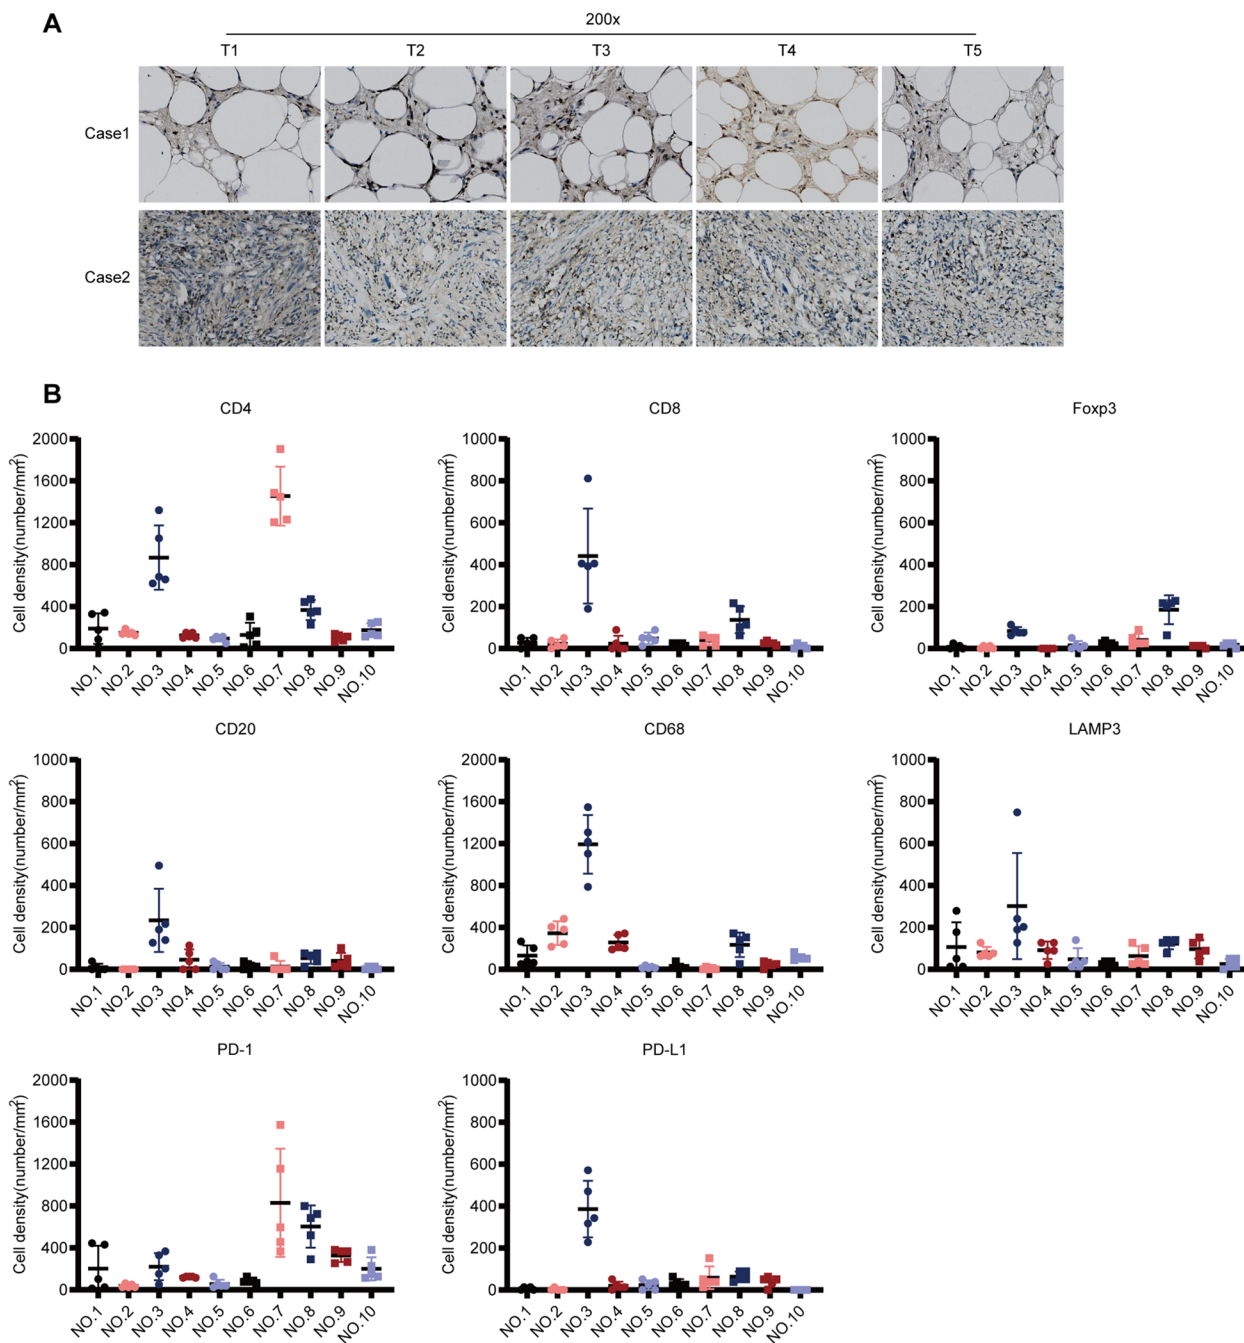 A
200x
T1 T2 T3 T4 T5
Case1
Case2
B
CD4 CD8 Foxp3
Cell density(number/mm²) Cell density(number/mm²) Cell density(number/mm²)
2000 1000 1000
1600 800 800
1200 600 600
800 400 400
400 200 200
0 0 0
NO.1 NO.2 NO.3 NO.4 NO.5 NO.6 NO.7 NO.8 NO.9 NO.10 NO.1 NO.2 NO.3 NO.4 NO.5 NO.6 NO.7 NO.8 NO.9 NO.10 NO.1 NO.2 NO.3 NO.4 NO.5 NO.6 NO.7 NO.8 NO.9 NO.10
CD20 CD68 LAMP3
Cell density(number/mm²) Cell density(number/mm²) Cell density(number/mm²)
1000 2000 1000
800 1600 800
600 1200 600
400 800 400
200 400 200
0 0 0
NO.1 NO.2 NO.3 NO.4 NO.5 NO.6 NO.7 NO.8 NO.9 NO.10 NO.1 NO.2 NO.3 NO.4 NO.5 NO.6 NO.7 NO.8 NO.9 NO.10 NO.1 NO.2 NO.3 NO.4 NO.5 NO.6 NO.7 NO.8 NO.9 NO.10
PD-1 PD-L1
Cell density(number/mm²) Cell density(number/mm²)
2000 1000
1600 800
1200 600
800 400
400 200
0 0
NO.1 NO.2 NO.3 NO.4 NO.5 NO.6 NO.7 NO.8 NO.9 NO.10 NO.1 NO.2 NO.3 NO.4 NO.5 NO.6 NO.7 NO.8 NO.9 NO.10